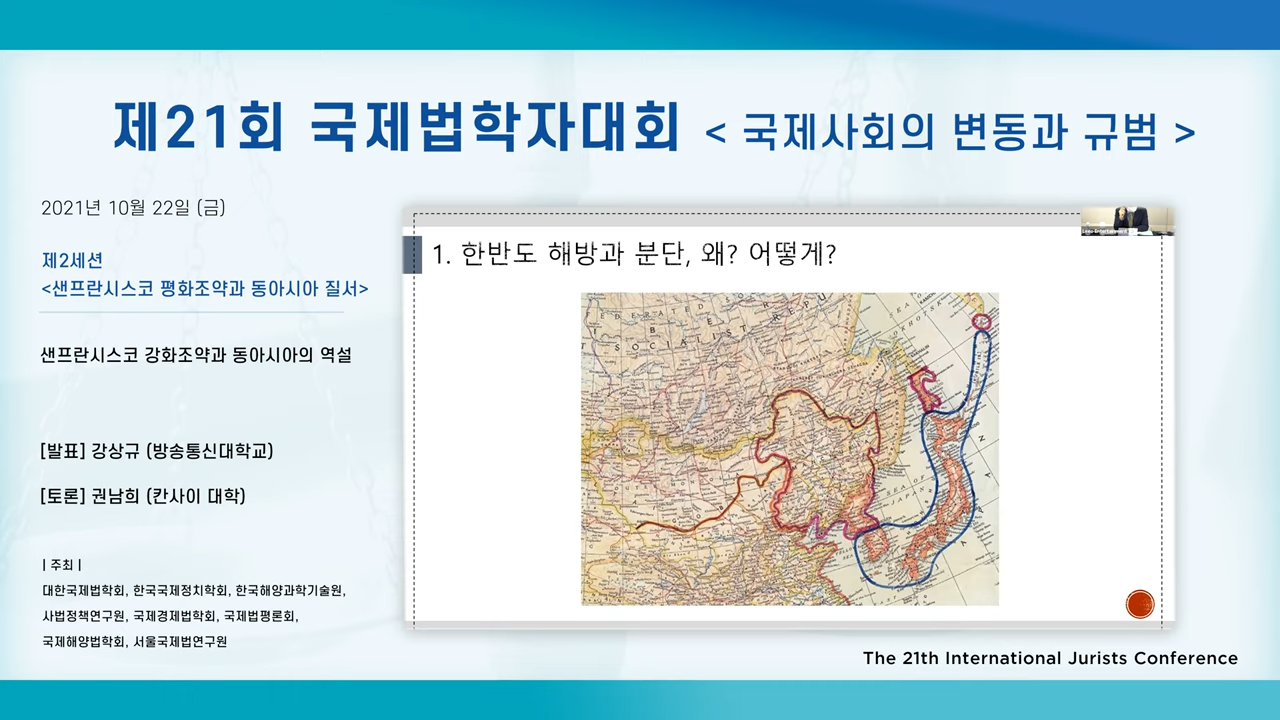 제21회 국제법학자대회 < 국제사회의 변동과 규범 >
2021년 10월 22일 (금)
제2세션
<샌프란시스코 평화조약과 동아시아 질서>
샌프란시스코 강화조약과 동아시아의 역설
[발표] 강상규 (방송통신대학교)
[토론] 권남희 (칸사이 대학)
| 주최 |
대한국제법학회, 한국국제정치학회, 한국해양과학기술원,
사법정책연구원, 국제경제법학회, 국제법평론회,
국제해양법학회, 서울국제법연구원
1. 한반도 해방과 분단, 왜? 어떻게?
SEA OF
OKHOTSK
SOCIALIST
SEA OF
JAPAN
The 21th International Jurists Conference